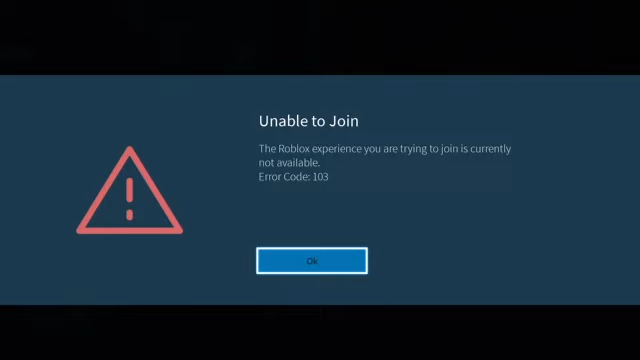 Unable to Join
The Roblox experience you are trying to join is currently
not available.
Error Code: 103
Ok